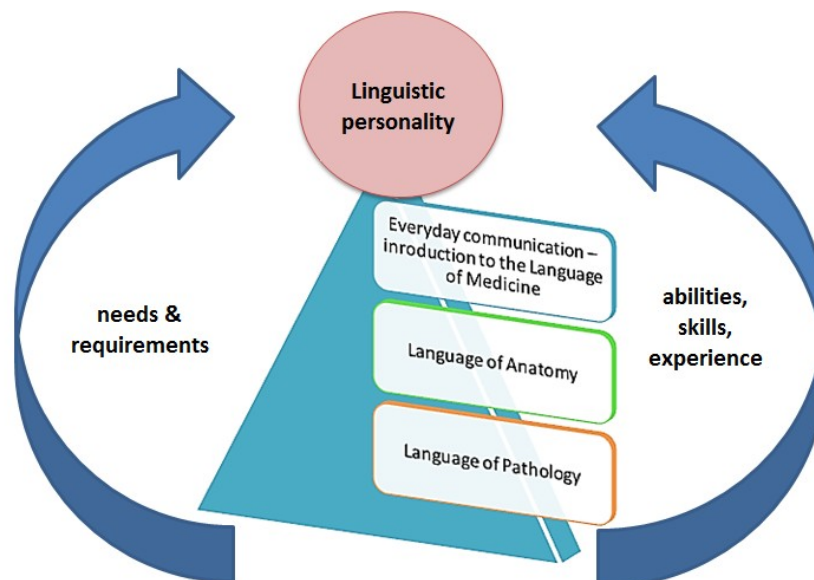 Linguistic
personality
Everyday communication –
inroduction to the Language
of Medicine
needs &
requirements
abilities,
skills,
experience
Language of Anatomy
Language of Pathology